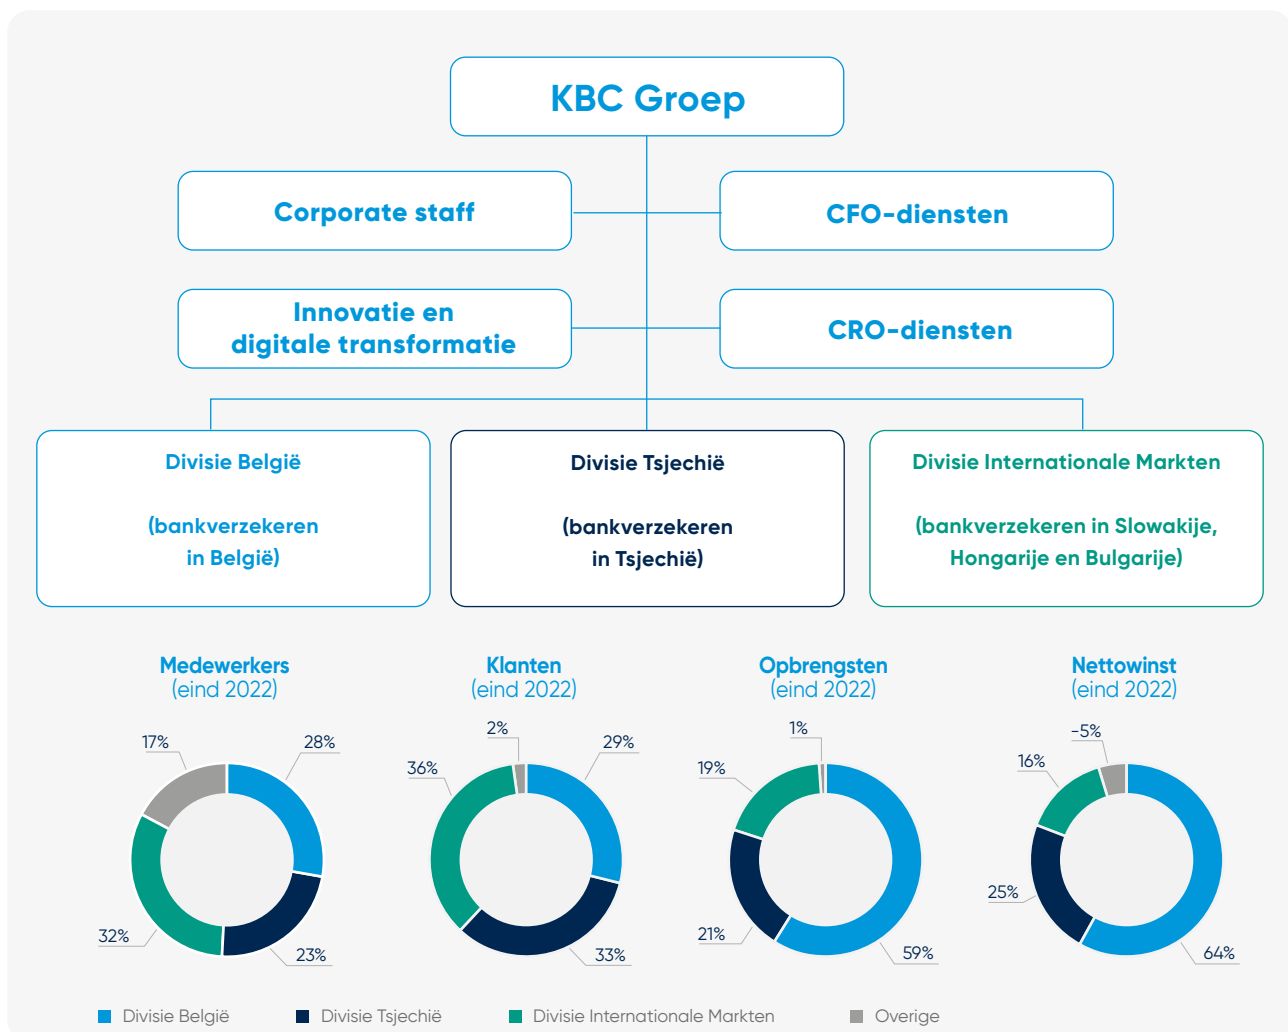 KBC Groep
Corporate staff
CFO-diensten
Innovatie en
digitale transformatie
CRO-diensten
Divisie België
(bankverzekeren
in België)
Divisie Tsjechië
(bankverzekeren
in Tsjechië)
Divisie Internationale Markten
(bankverzekeren in Slowakije,
Hongarije en Bulgarije)
Medewerkers
(eind 2022)
17%
28%
32%
23%
Klanten
(eind 2022)
2%
29%
36%
33%
Opbrengsten
(eind 2022)
1%
19%
21%
59%
Nettowinst
(eind 2022)
-5%
16%
25%
64%
Divisie België
Divisie Tsjechië
Divisie Internationale Markten
Overige